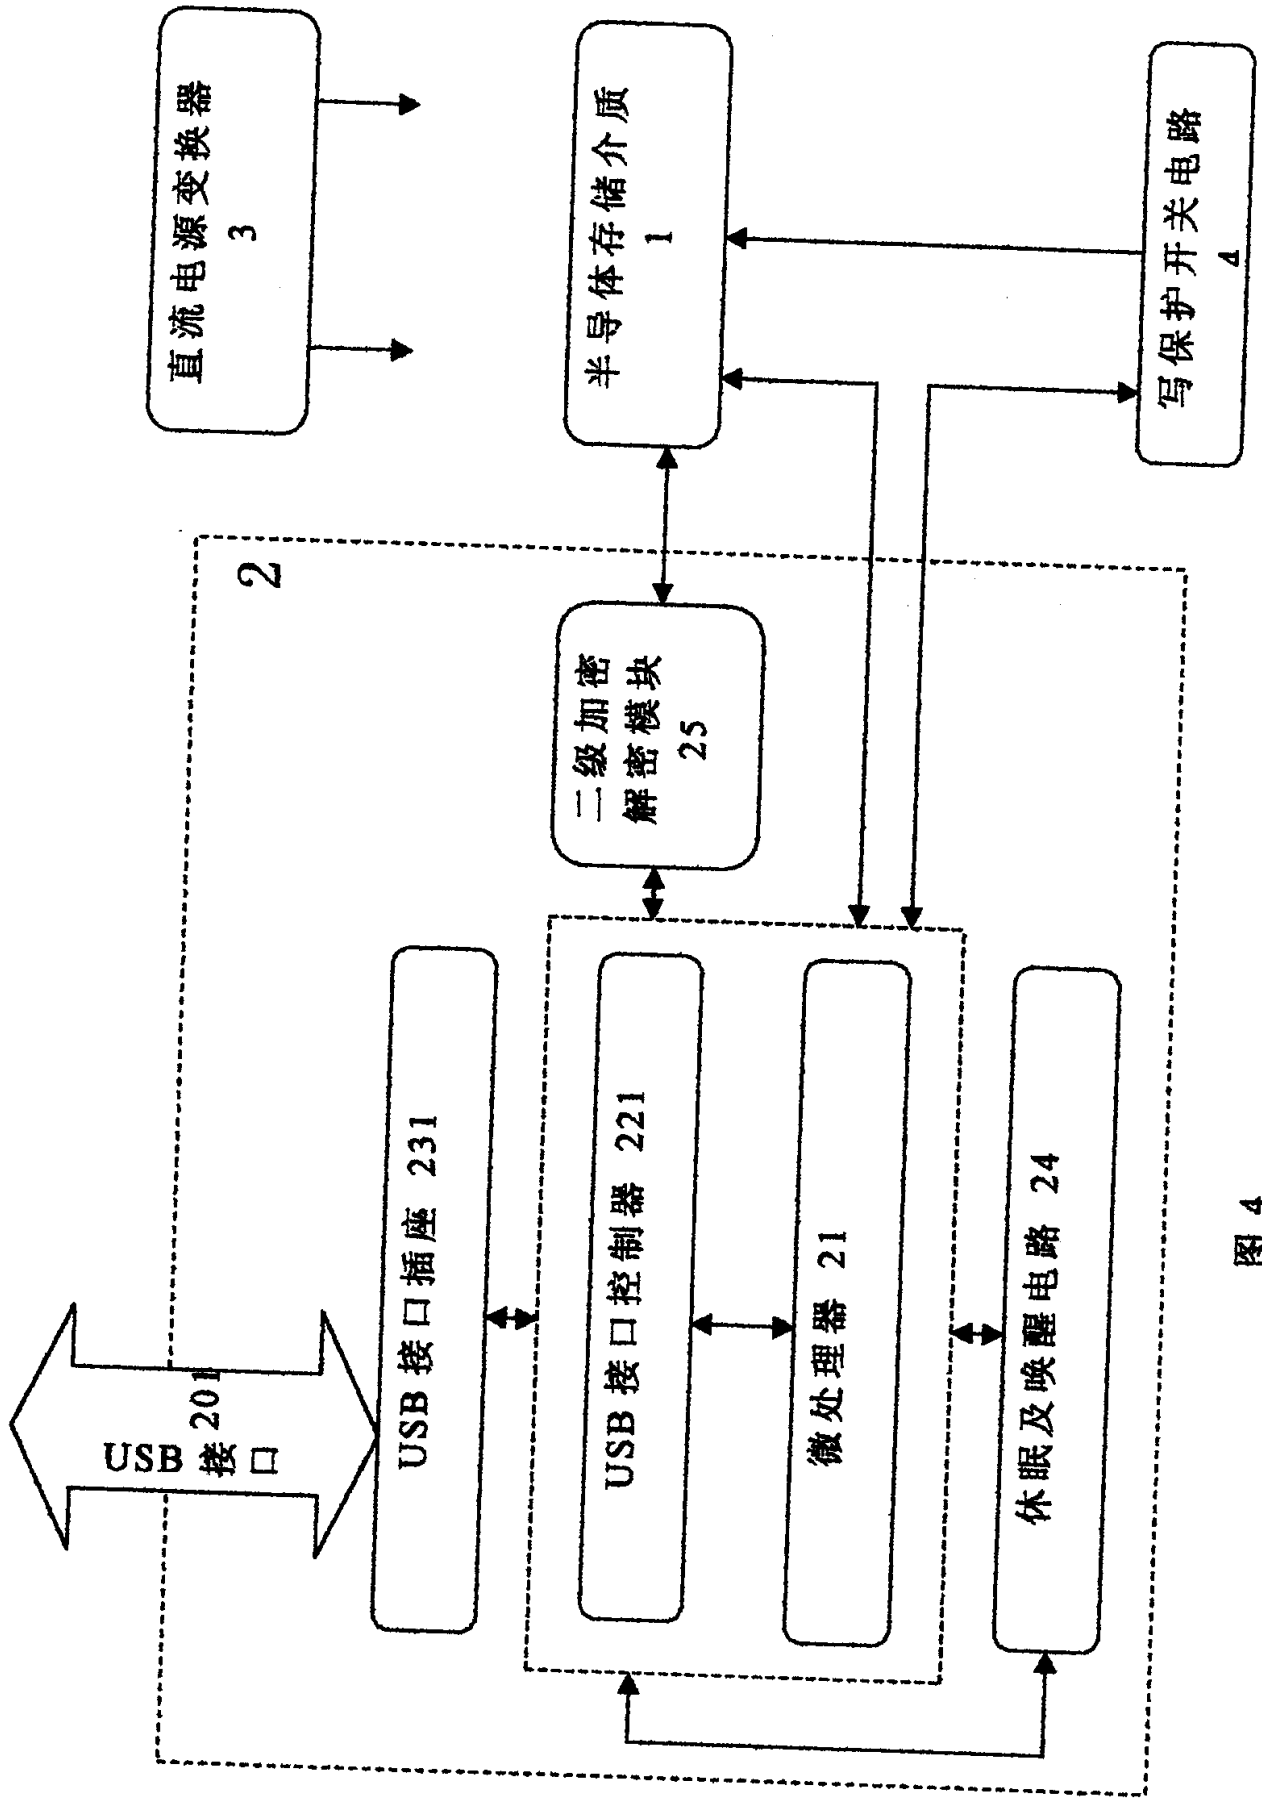 USB 接口
201
2
USB 接口插座 231
USB 接口控制器 221
微处理器 21
休眠及唤醒电路 24
二级加密
解密模块
25
直流电源变换器
3
半导体存储介质
1
写保护开关电路
4
图 4